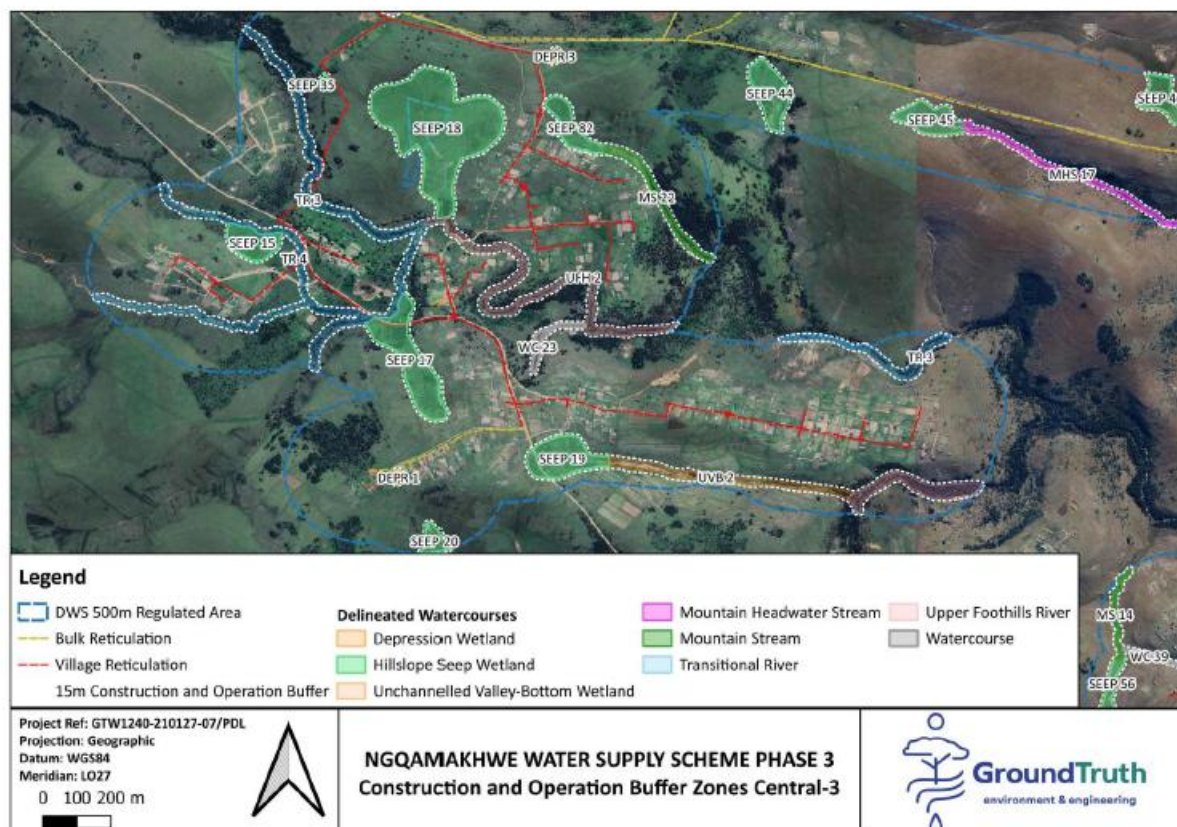 DEPR 3
SEEP 35
SEEP 44
SEEP 45
SEEP 18
SEEP 82
MHS 17
TR 3
MS 22
SEEP 15
TR 4
UFH 2
WC 23
SEEP 17
TR 3
SEEP 19
UVB 2
DEPR 1
SEEP 20
MS 14
WC 39
SEEP 56
Legend
DWS 500m Regulated Area
Bulk Reticulation
Village Reticulation
15m Construction and Operation Buffer
Delineated Watercourses
Depression Wetland
Hillslope Seep Wetland
Unchannelled Valley-Bottom Wetland
Mountain Headwater Stream
Mountain Stream
Transitional River
Upper Foothills River
Watercourse
Project Ref: GTW1240-210127-07/PDL
Projection: Geographic
Datum: WGS84
Meridian: LO27
0 100 200 m
NGQAMAKHWE WATER SUPPLY SCHEME PHASE 3
Construction and Operation Buffer Zones Central-3
GroundTruth
environment & engineering